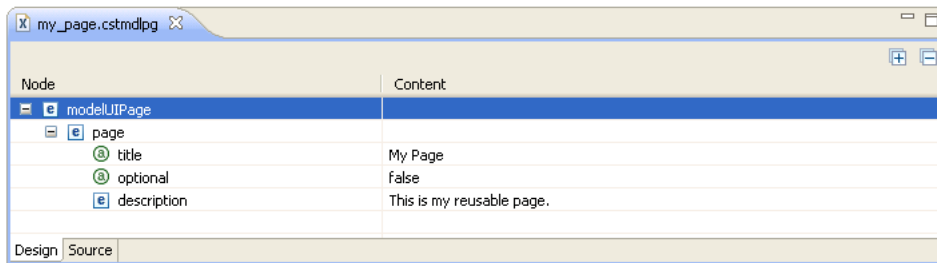 my_page.cstmdlpg
Node Content
e modelUIPage
e page
a title My Page
a optional false
e description This is my reusable page.
Design Source